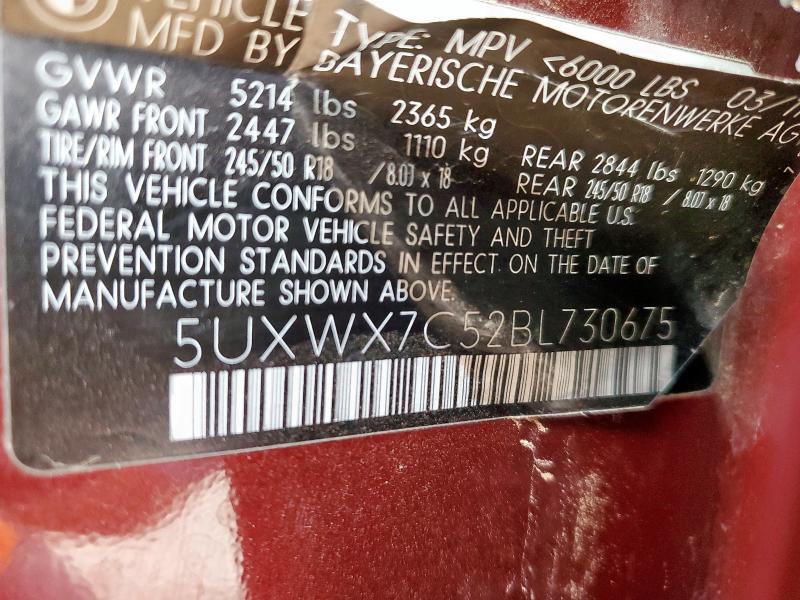 VEHICLE TYPE: MPV <6000 LBS 03/11
MFD BY BAYERISCHE MOTORENWERKE AG
GVWR 5214 lbs 2365 kg
GAWR FRONT 2447 lbs 1110 kg REAR 2844 lbs 1290 kg
TIRE/RIM FRONT 245/50 R18 / 8.0J x 18 REAR 245/50 R18 / 8.0J x 18
THIS VEHICLE CONFORMS TO ALL APPLICABLE U.S.
FEDERAL MOTOR VEHICLE SAFETY AND THEFT
PREVENTION STANDARDS IN EFFECT ON THE DATE OF
MANUFACTURE SHOWN ABOVE.
5UXWX7C52BL730675